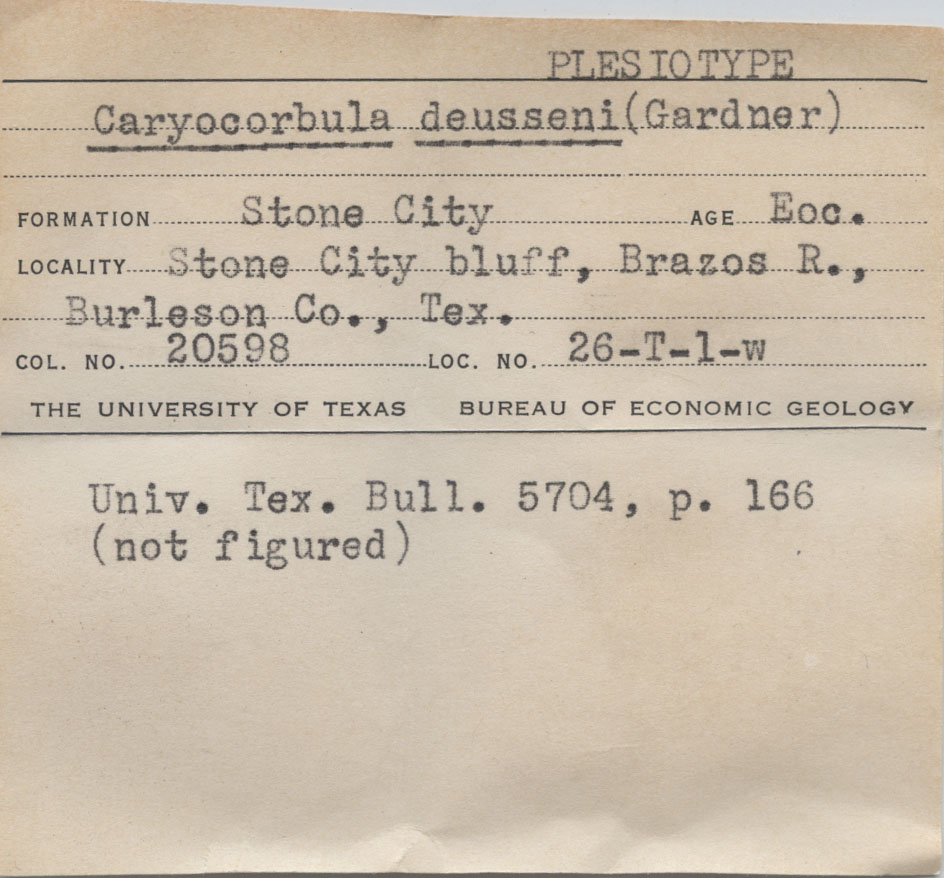 PLESIOTYPE
Caryocorbula deusseni(Gardner)
FORMATION Stone City AGE Eoc.
LOCALITY Stone City bluff, Brazos R.,
Burleson Co., Tex.
COL. NO. 20598 LOC. NO. 26-T-1-w
THE UNIVERSITY OF TEXAS BUREAU OF ECONOMIC GEOLOGY
Univ. Tex. Bull. 5704, p. 166
(not figured)